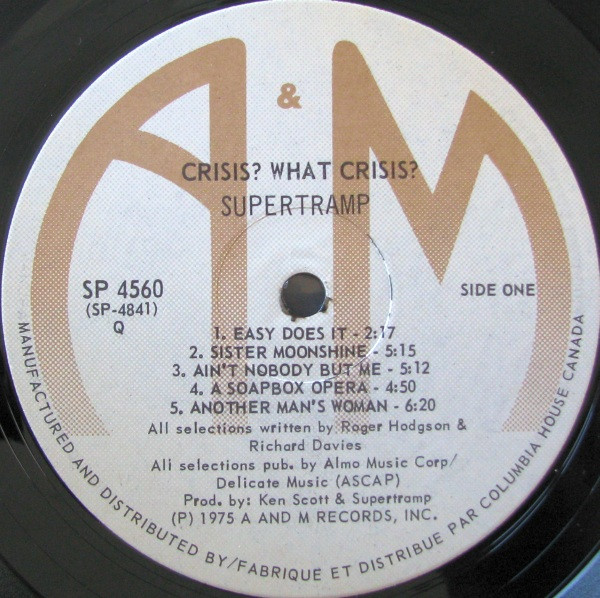 A & M
CRISIS? WHAT CRISIS?
SUPERTRAMP
SP 4560
(SP-4841)
Q
SIDE ONE
1. EASY DOES IT - 2:17
2. SISTER MOONSHINE - 5:15
3. AIN'T NOBODY BUT ME - 5:12
4. A SOAPBOX OPERA - 4:50
5. ANOTHER MAN'S WOMAN - 6:20
All selections written by Roger Hodgson &
Richard Davies
All selections pub. by Almo Music Corp/
Delicate Music (ASCAP)
Prod. by: Ken Scott & Supertramp
(P) 1975 A AND M RECORDS, INC.
MANUFACTURED AND DISTRIBUTED BY/FABRIQUE ET DISTRIBUE PAR COLUMBIA HOUSE CANADA